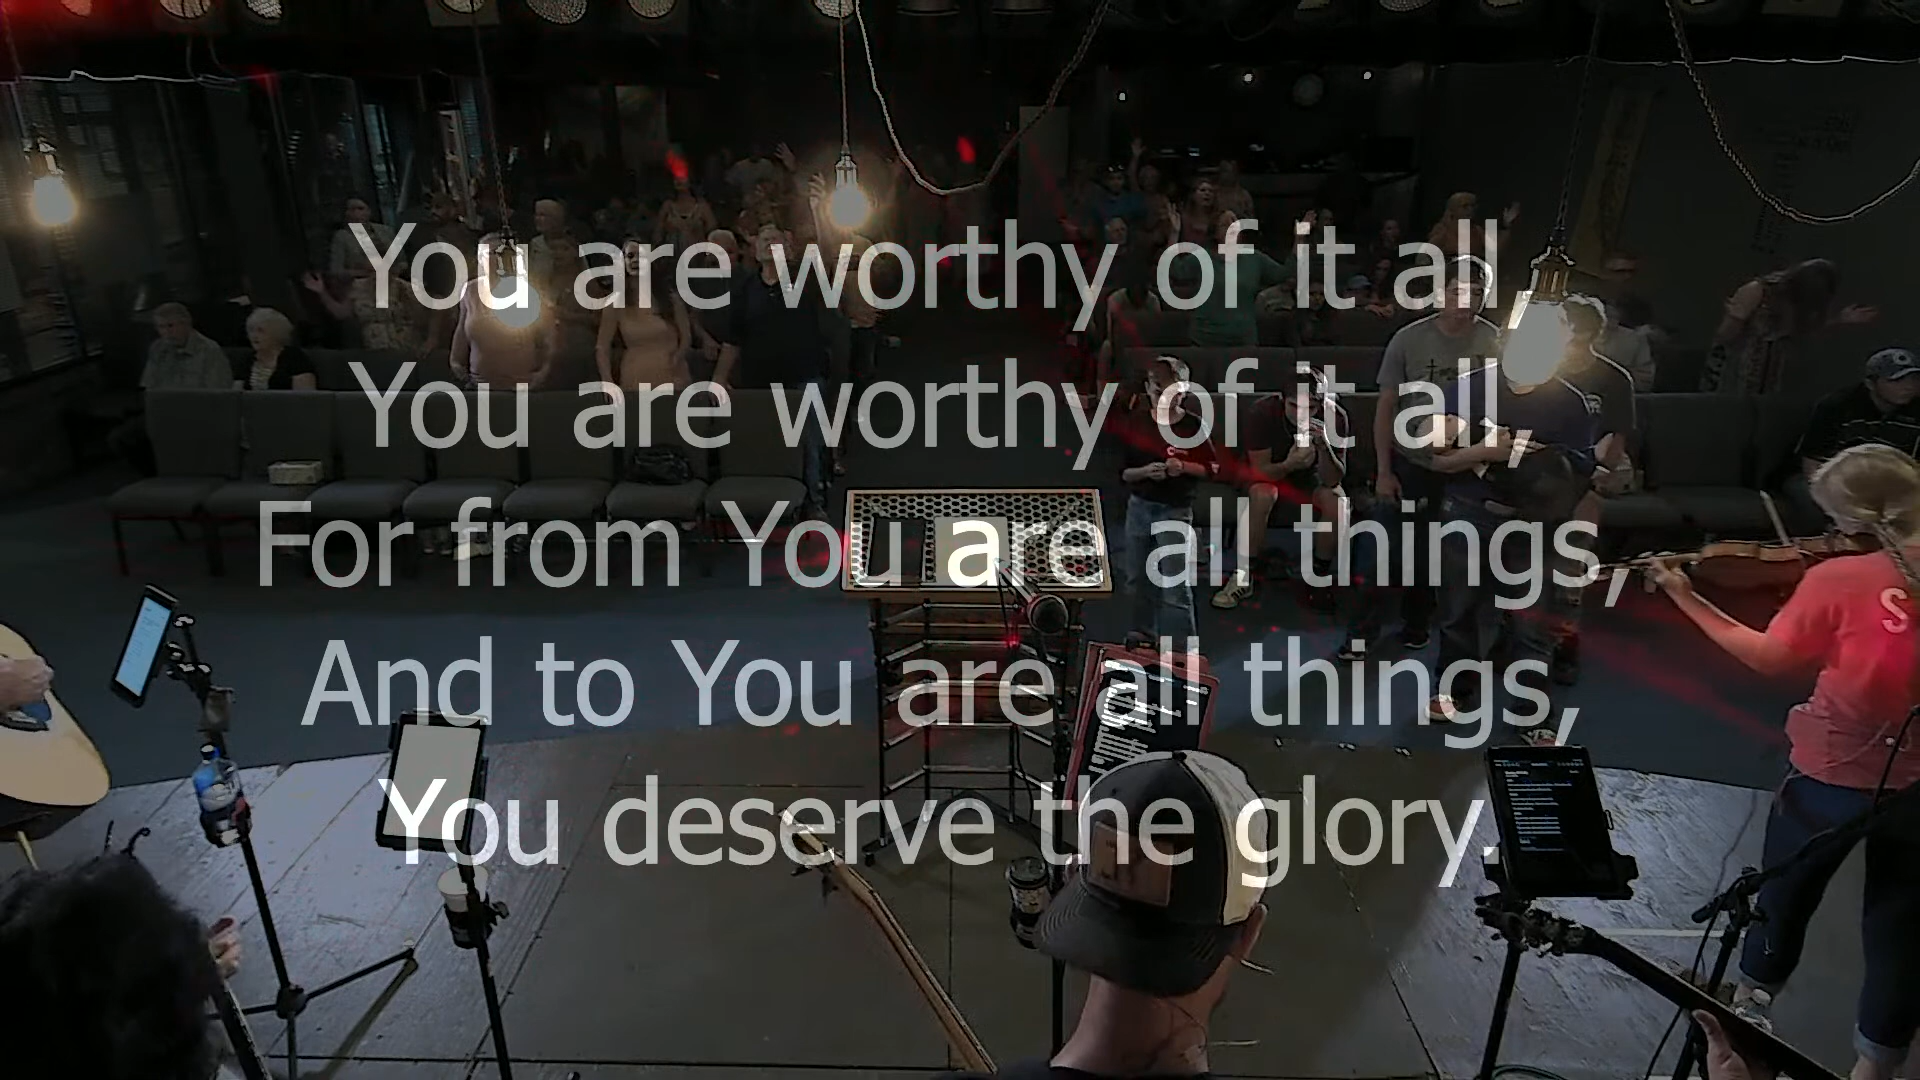 You are worthy of it all,
You are worthy of it all,
For from You are all things,
And to You are all things,
You deserve the glory.
S